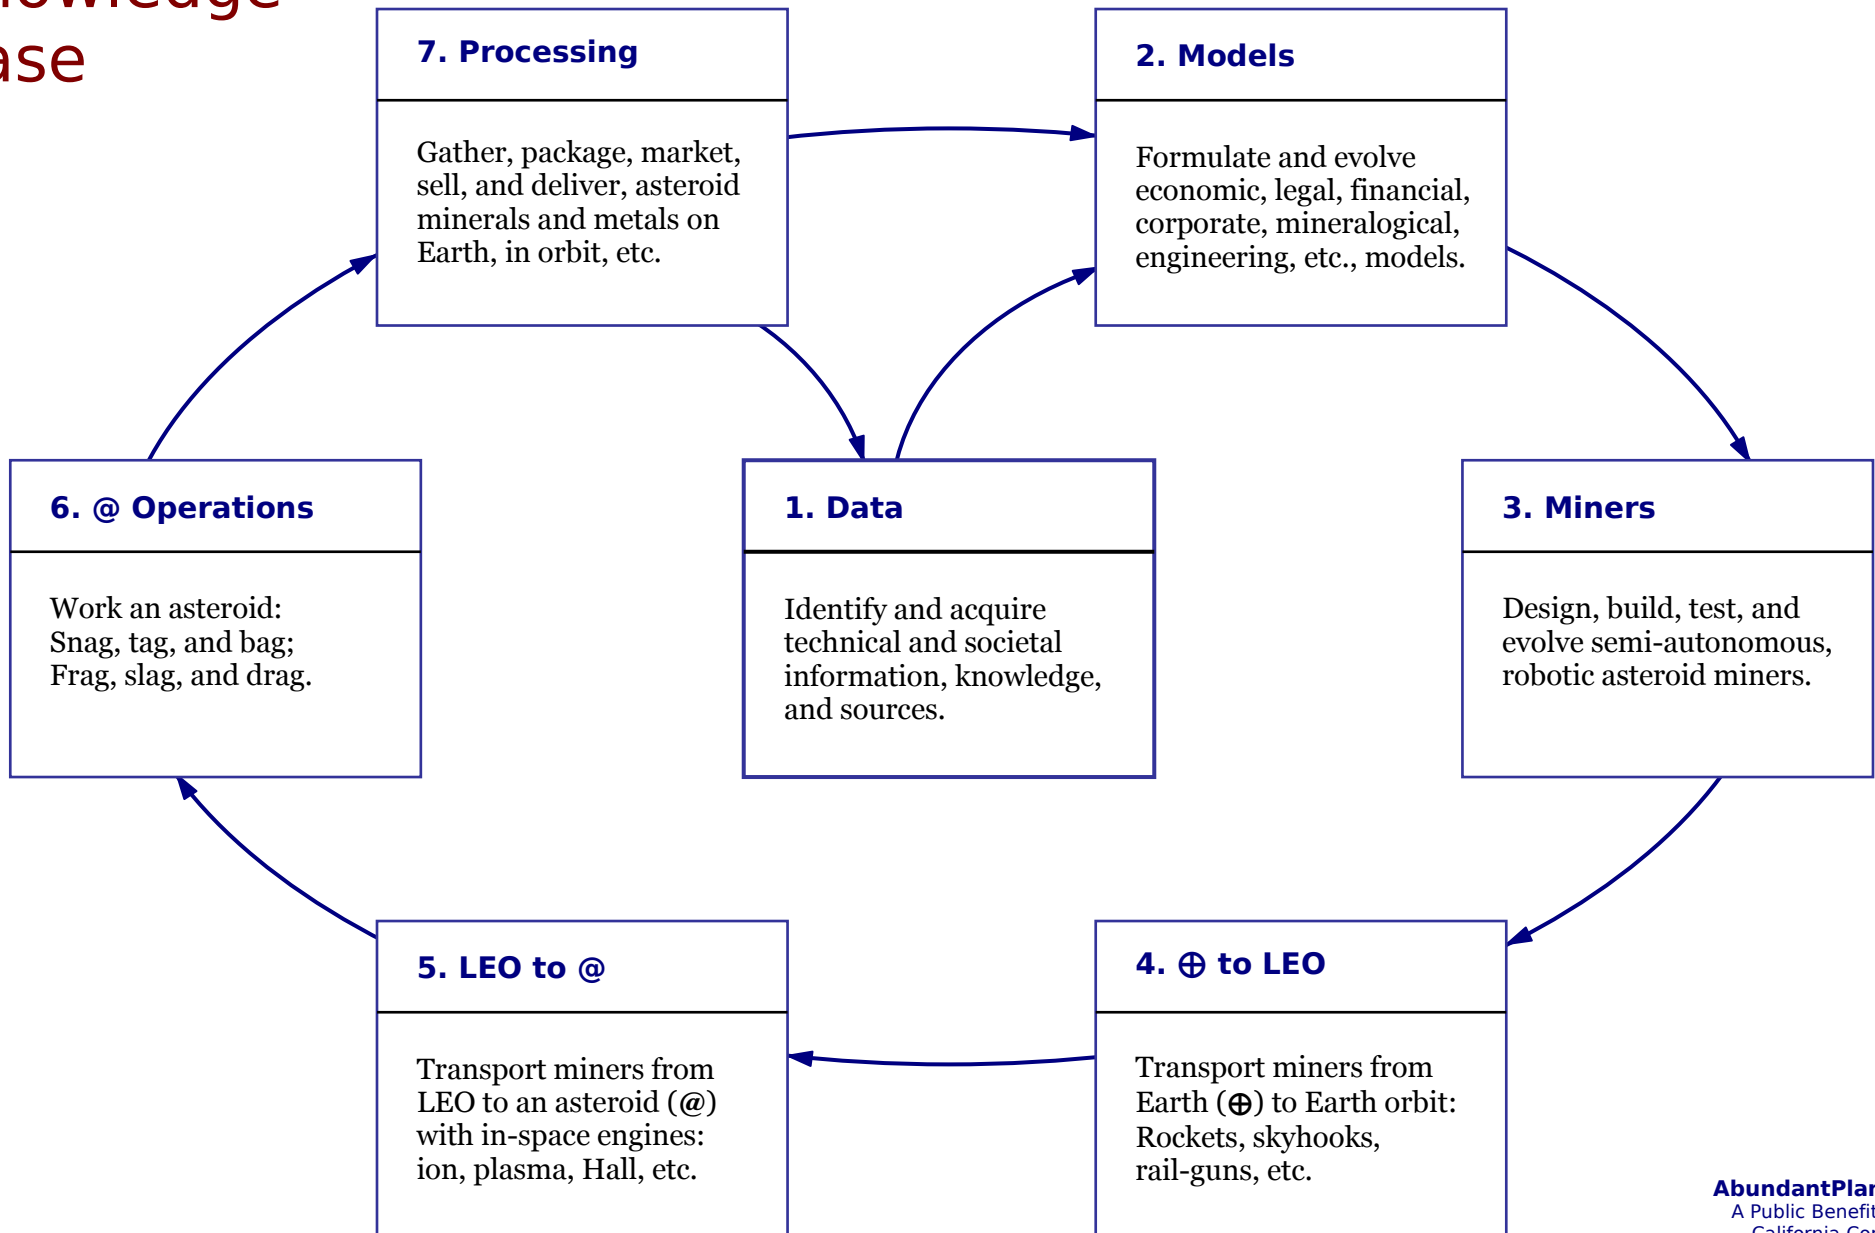 7. Processing
Gather, package, market,
sell, and deliver, asteroid
minerals and metals on
Earth, in orbit, etc.
2. Models
Formulate and evolve
economic, legal, financial,
corporate, mineralogical,
engineering, etc., models.
6. @ Operations
Work an asteroid:
Snag, tag, and bag;
Frag, slag, and drag.
1. Data
Identify and acquire
technical and societal
information, knowledge,
and sources.
3. Miners
Design, build, test, and
evolve semi-autonomous,
robotic asteroid miners.
5. LEO to @
Transport miners from
LEO to an asteroid (@)
with in-space engines:
ion, plasma, Hall, etc.
4. ⊕ to LEO
Transport miners from
Earth (⊕) to Earth orbit:
Rockets, skyhooks,
rail-guns, etc.
A Public Benefit
California